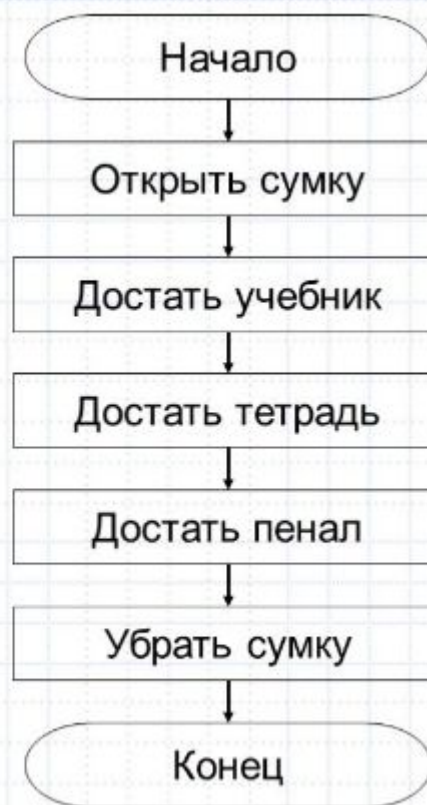 Начало
Открыть сумку
Достать учебник
Достать тетрадь
Достать пенал
Убрать сумку
Конец